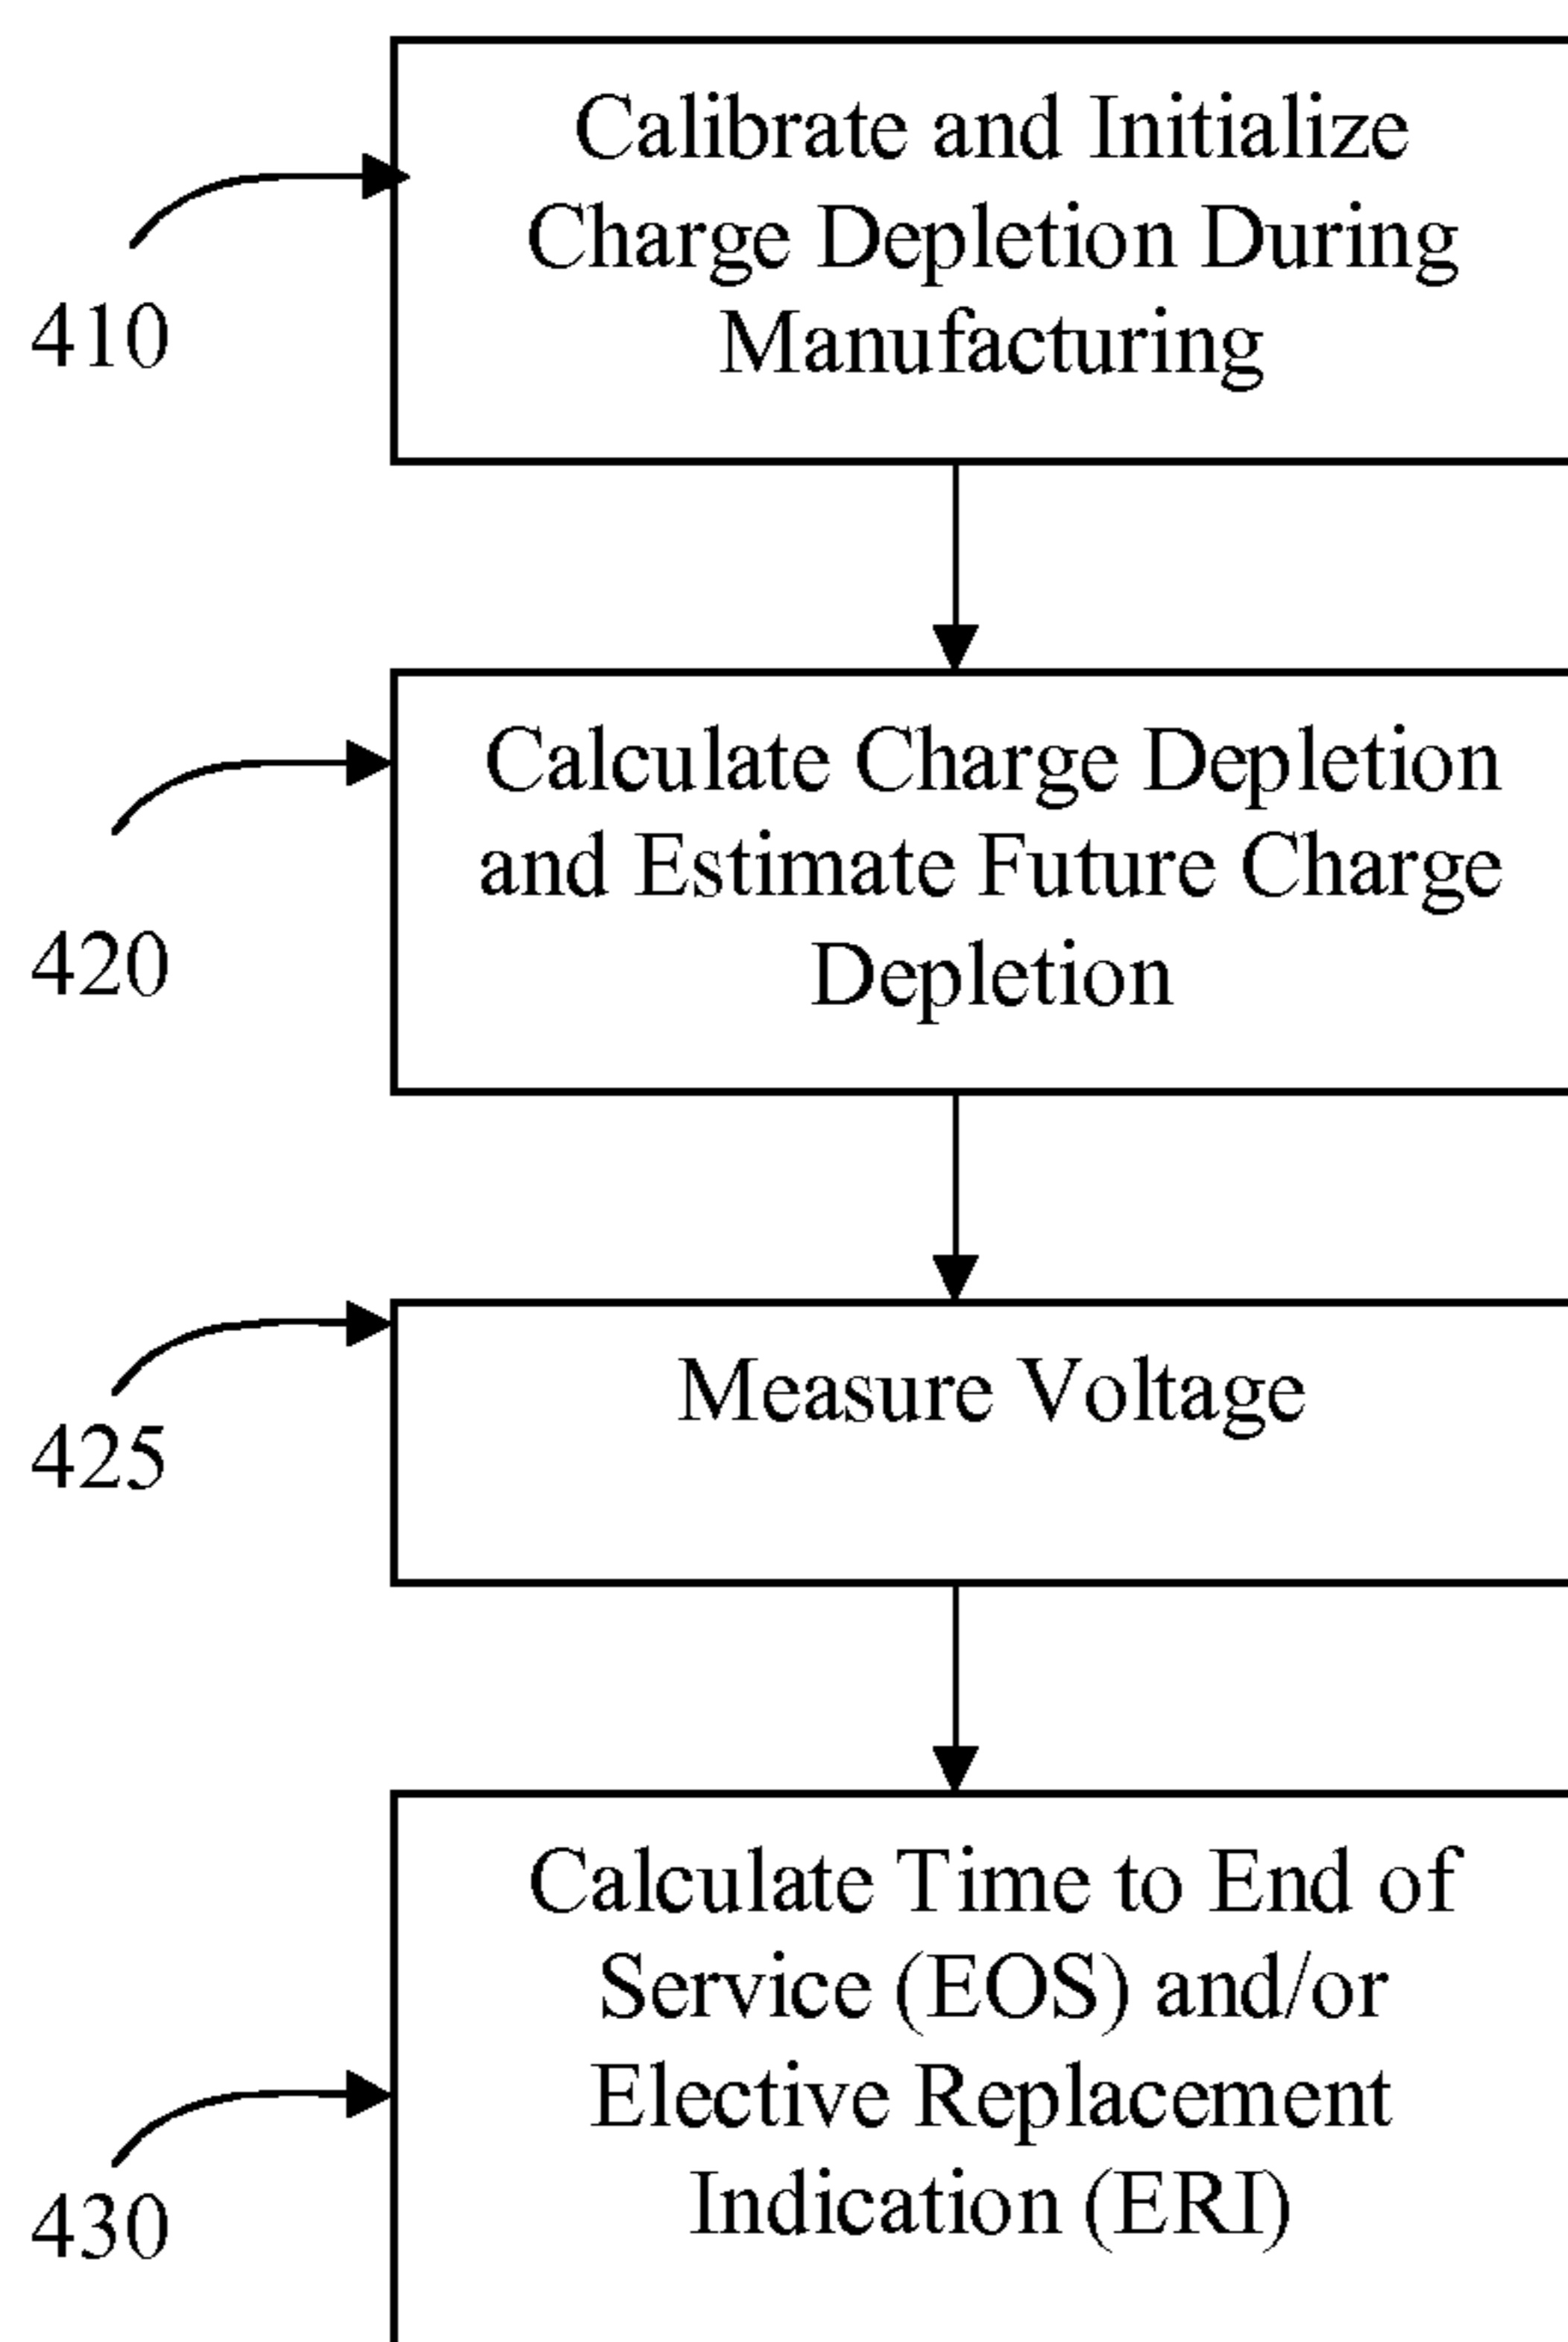 Calibrate and Initialize
Charge Depletion During
Manufacturing
410
Calculate Charge Depletion
and Estimate Future Charge
Depletion
420
Measure Voltage
425
Calculate Time to End of
Service (EOS) and/or
Elective Replacement
Indication (ERI)
430